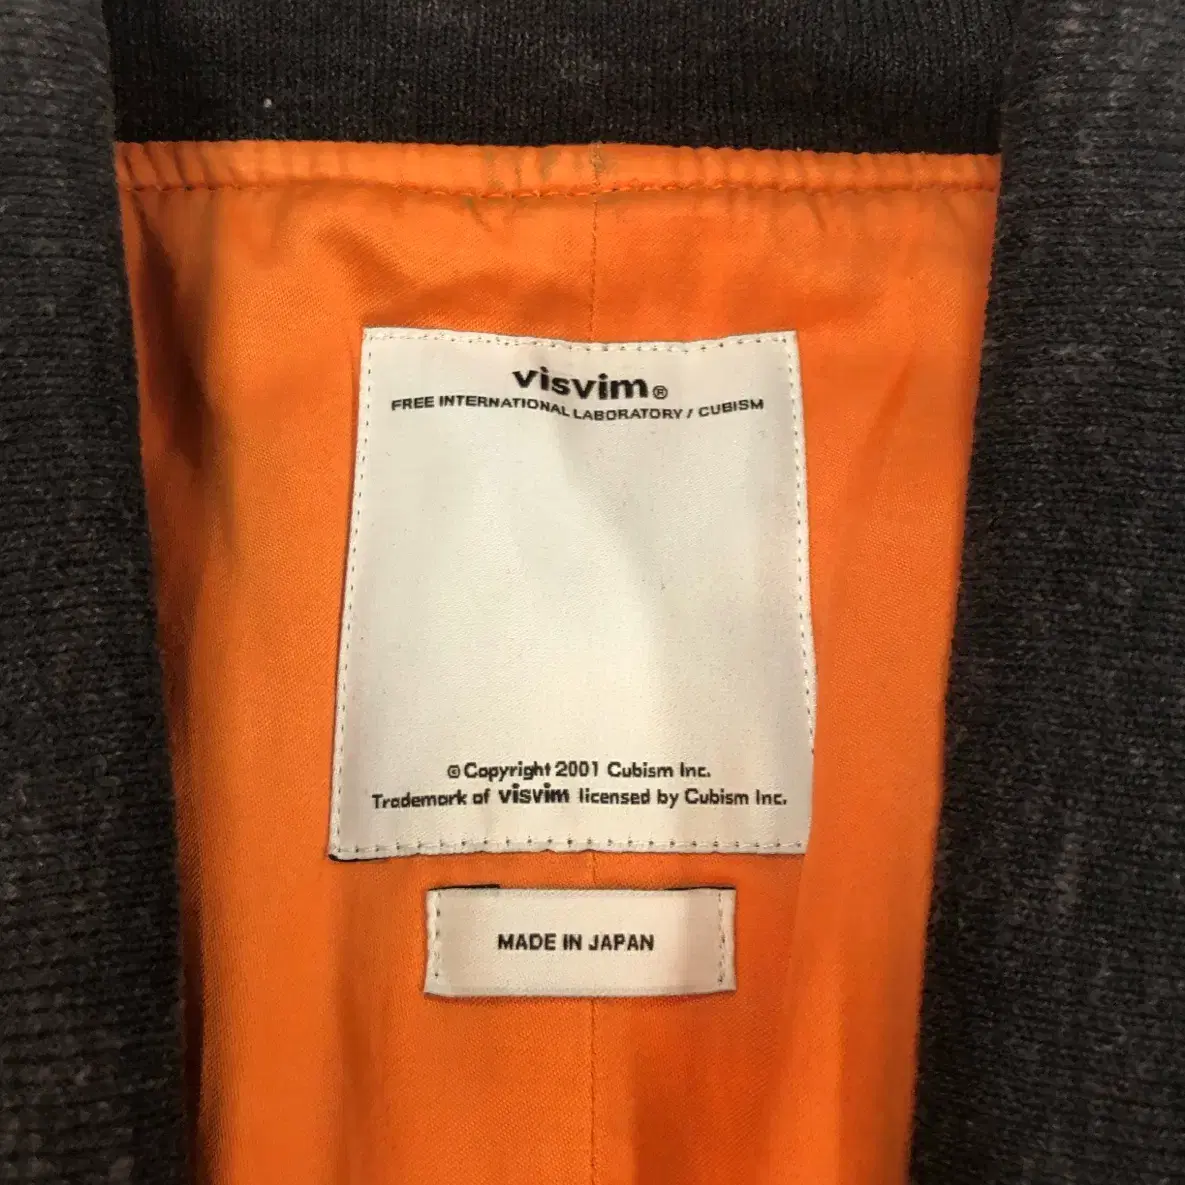 visvim®
FREE INTERNATIONAL LABORATORY / CUBISM
©Copyright 2001 Cubism Inc.
Trademark of visvim licensed by Cubism Inc.
MADE IN JAPAN